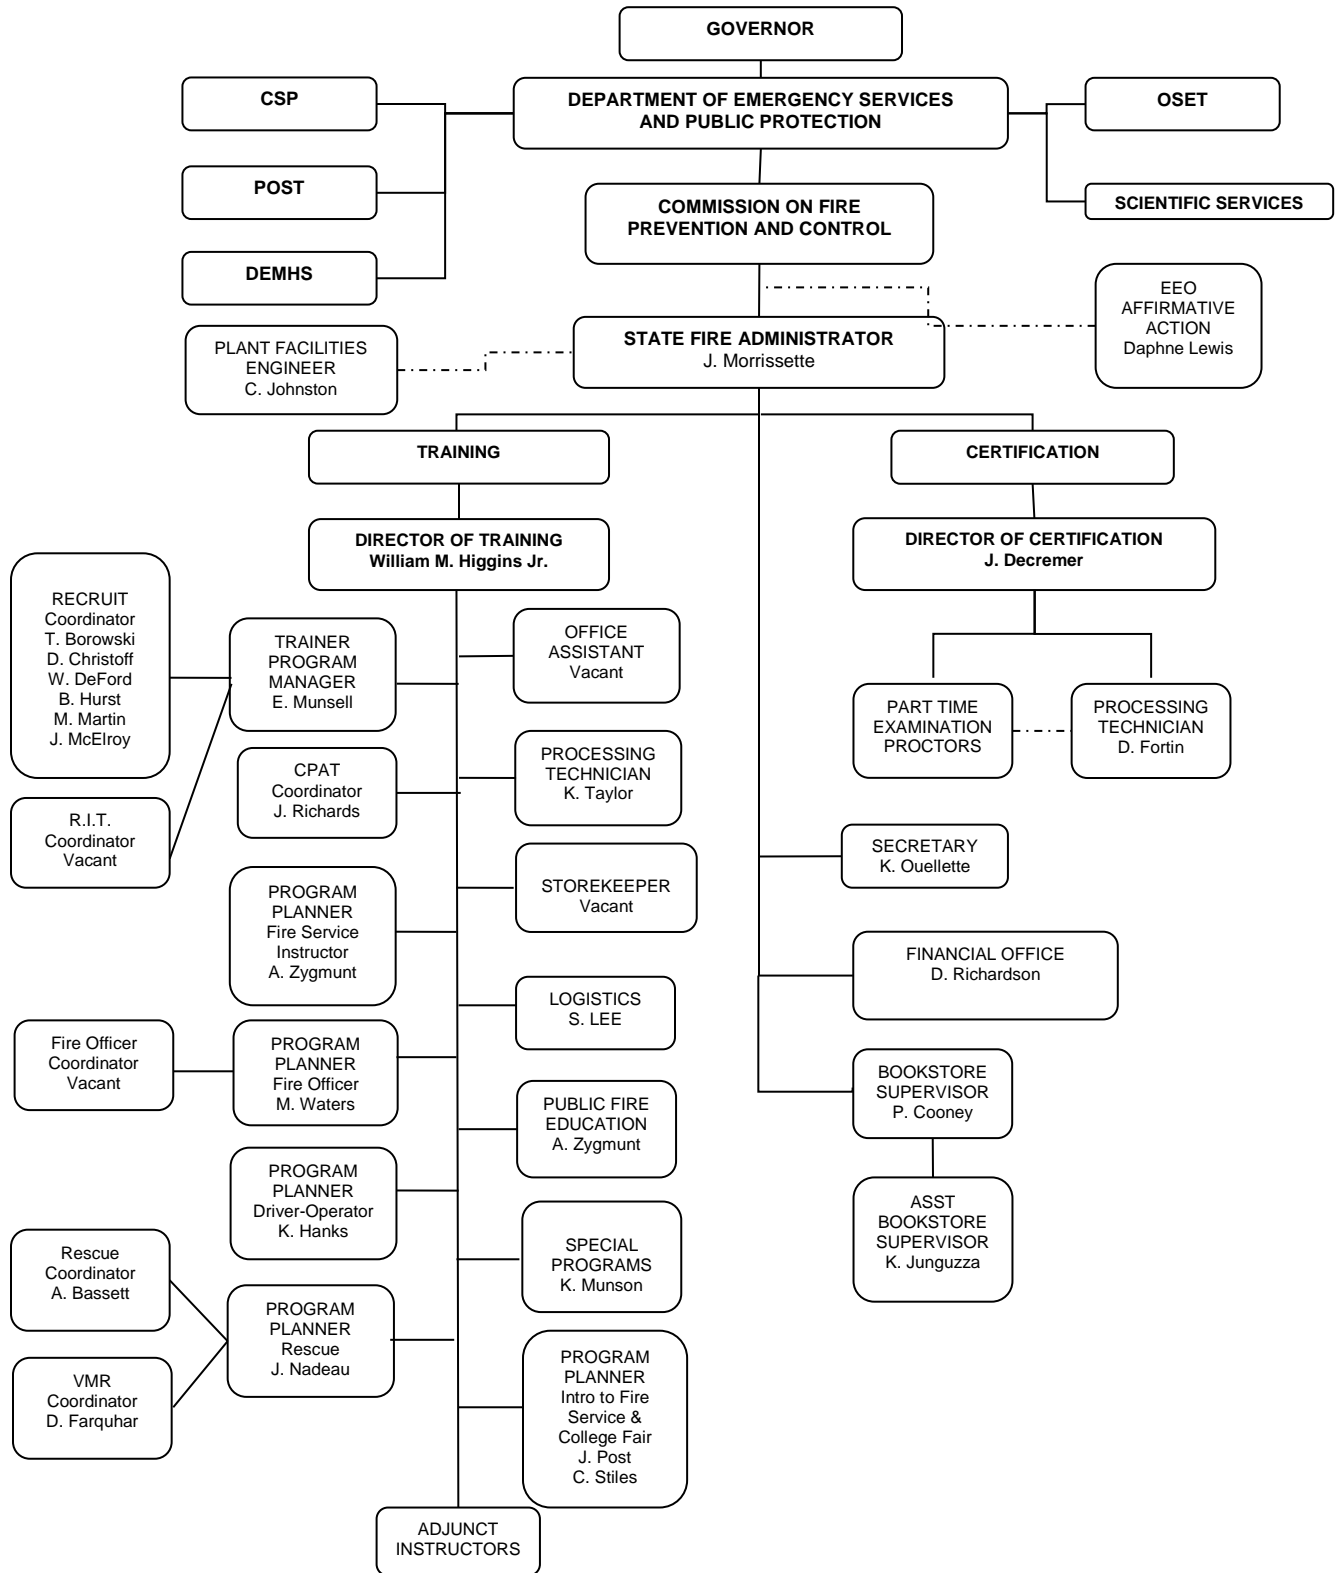 GOVERNOR
CSP
DEPARTMENT OF EMERGENCY SERVICES
AND PUBLIC PROTECTION
OSET
POST
COMMISSION ON FIRE
PREVENTION AND CONTROL
SCIENTIFIC SERVICES
DEMHS
EEO
AFFIRMATIVE
ACTION
Daphne Lewis
PLANT FACILITIES
ENGINEER
C. Johnston
STATE FIRE ADMINISTRATOR
J. Morrissette
TRAINING
CERTIFICATION
DIRECTOR OF TRAINING
William M. Higgins Jr.
DIRECTOR OF CERTIFICATION
J. Decremer
RECRUIT
Coordinator
T. Borowski
D. Christoff
W. DeFord
B. Hurst
M. Martin
J. McElroy
TRAINER
PROGRAM
MANAGER
E. Munsell
OFFICE
ASSISTANT
Vacant
PART TIME
EXAMINATION
PROCTORS
PROCESSING
TECHNICIAN
D. Fortin
CPAT
Coordinator
J. Richards
PROCESSING
TECHNICIAN
K. Taylor
R.I.T.
Coordinator
Vacant
SECRETARY
K. Ouellette
PROGRAM
PLANNER
Fire Service
Instructor
A. Zygmunt
STOREKEEPER
Vacant
FINANCIAL OFFICE
D. Richardson
LOGISTICS
S. LEE
Fire Officer
Coordinator
Vacant
PROGRAM
PLANNER
Fire Officer
M. Waters
BOOKSTORE
SUPERVISOR
P. Cooney
PUBLIC FIRE
EDUCATION
A. Zygmunt
PROGRAM
PLANNER
Driver-Operator
K. Hanks
ASST
BOOKSTORE
SUPERVISOR
K. Junguzza
Rescue
Coordinator
A. Bassett
SPECIAL
PROGRAMS
K. Munson
PROGRAM
PLANNER
Rescue
J. Nadeau
VMR
Coordinator
D. Farquhar
PROGRAM
PLANNER
Intro to Fire
Service &
College Fair
J. Post
C. Stiles
ADJUNCT
INSTRUCTORS